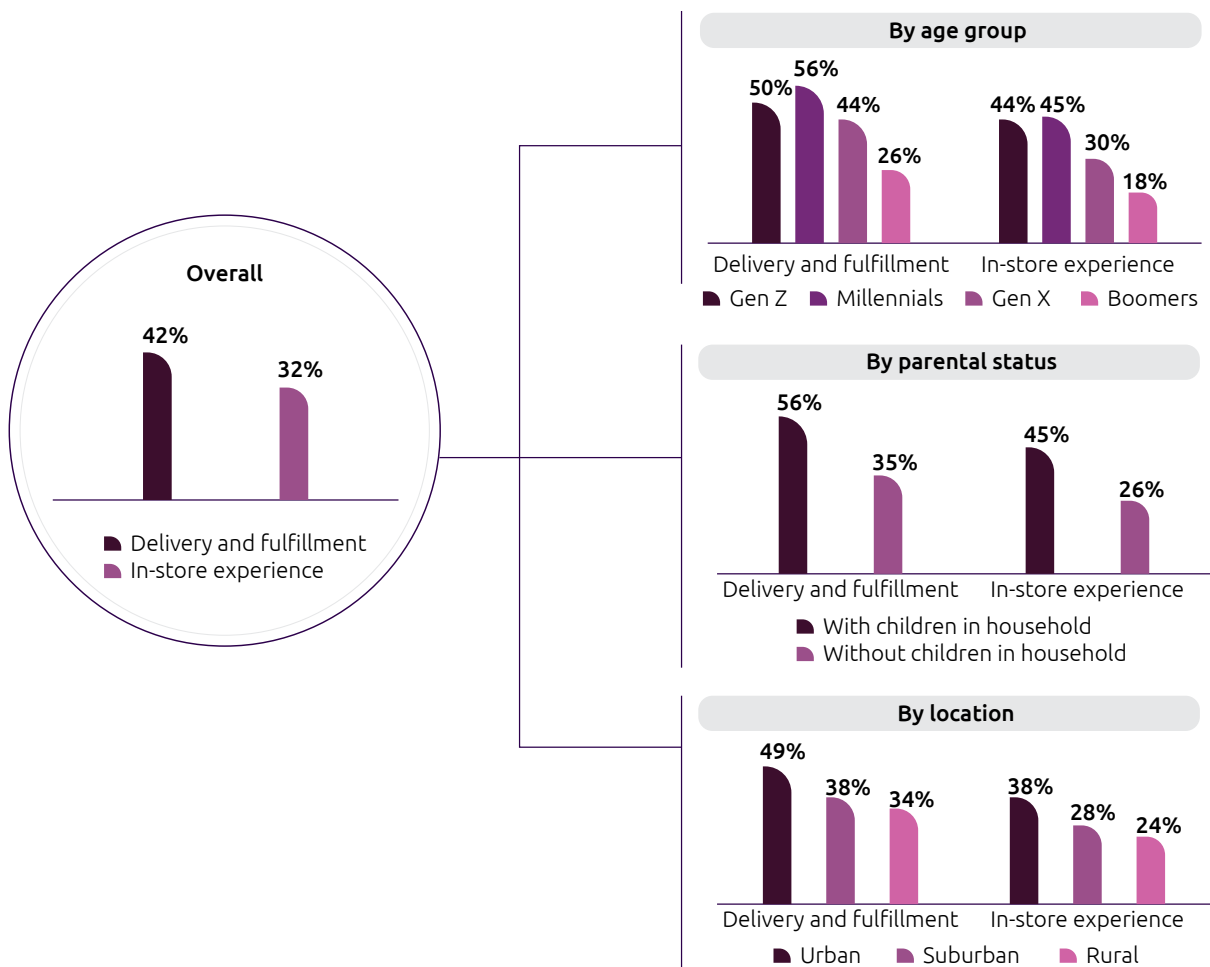 Overall
42%
32%
Delivery and fulfillment
In-store experience
By age group
50% 56% 44% 26% 44% 45% 30% 18%
Delivery and fulfillment In-store experience
Gen Z Millennials Gen X Boomers
By parental status
56% 35% 45% 26%
Delivery and fulfillment In-store experience
With children in household
Without children in household
By location
49% 38% 34% 38% 28% 24%
Delivery and fulfillment In-store experience
Urban Suburban Rural